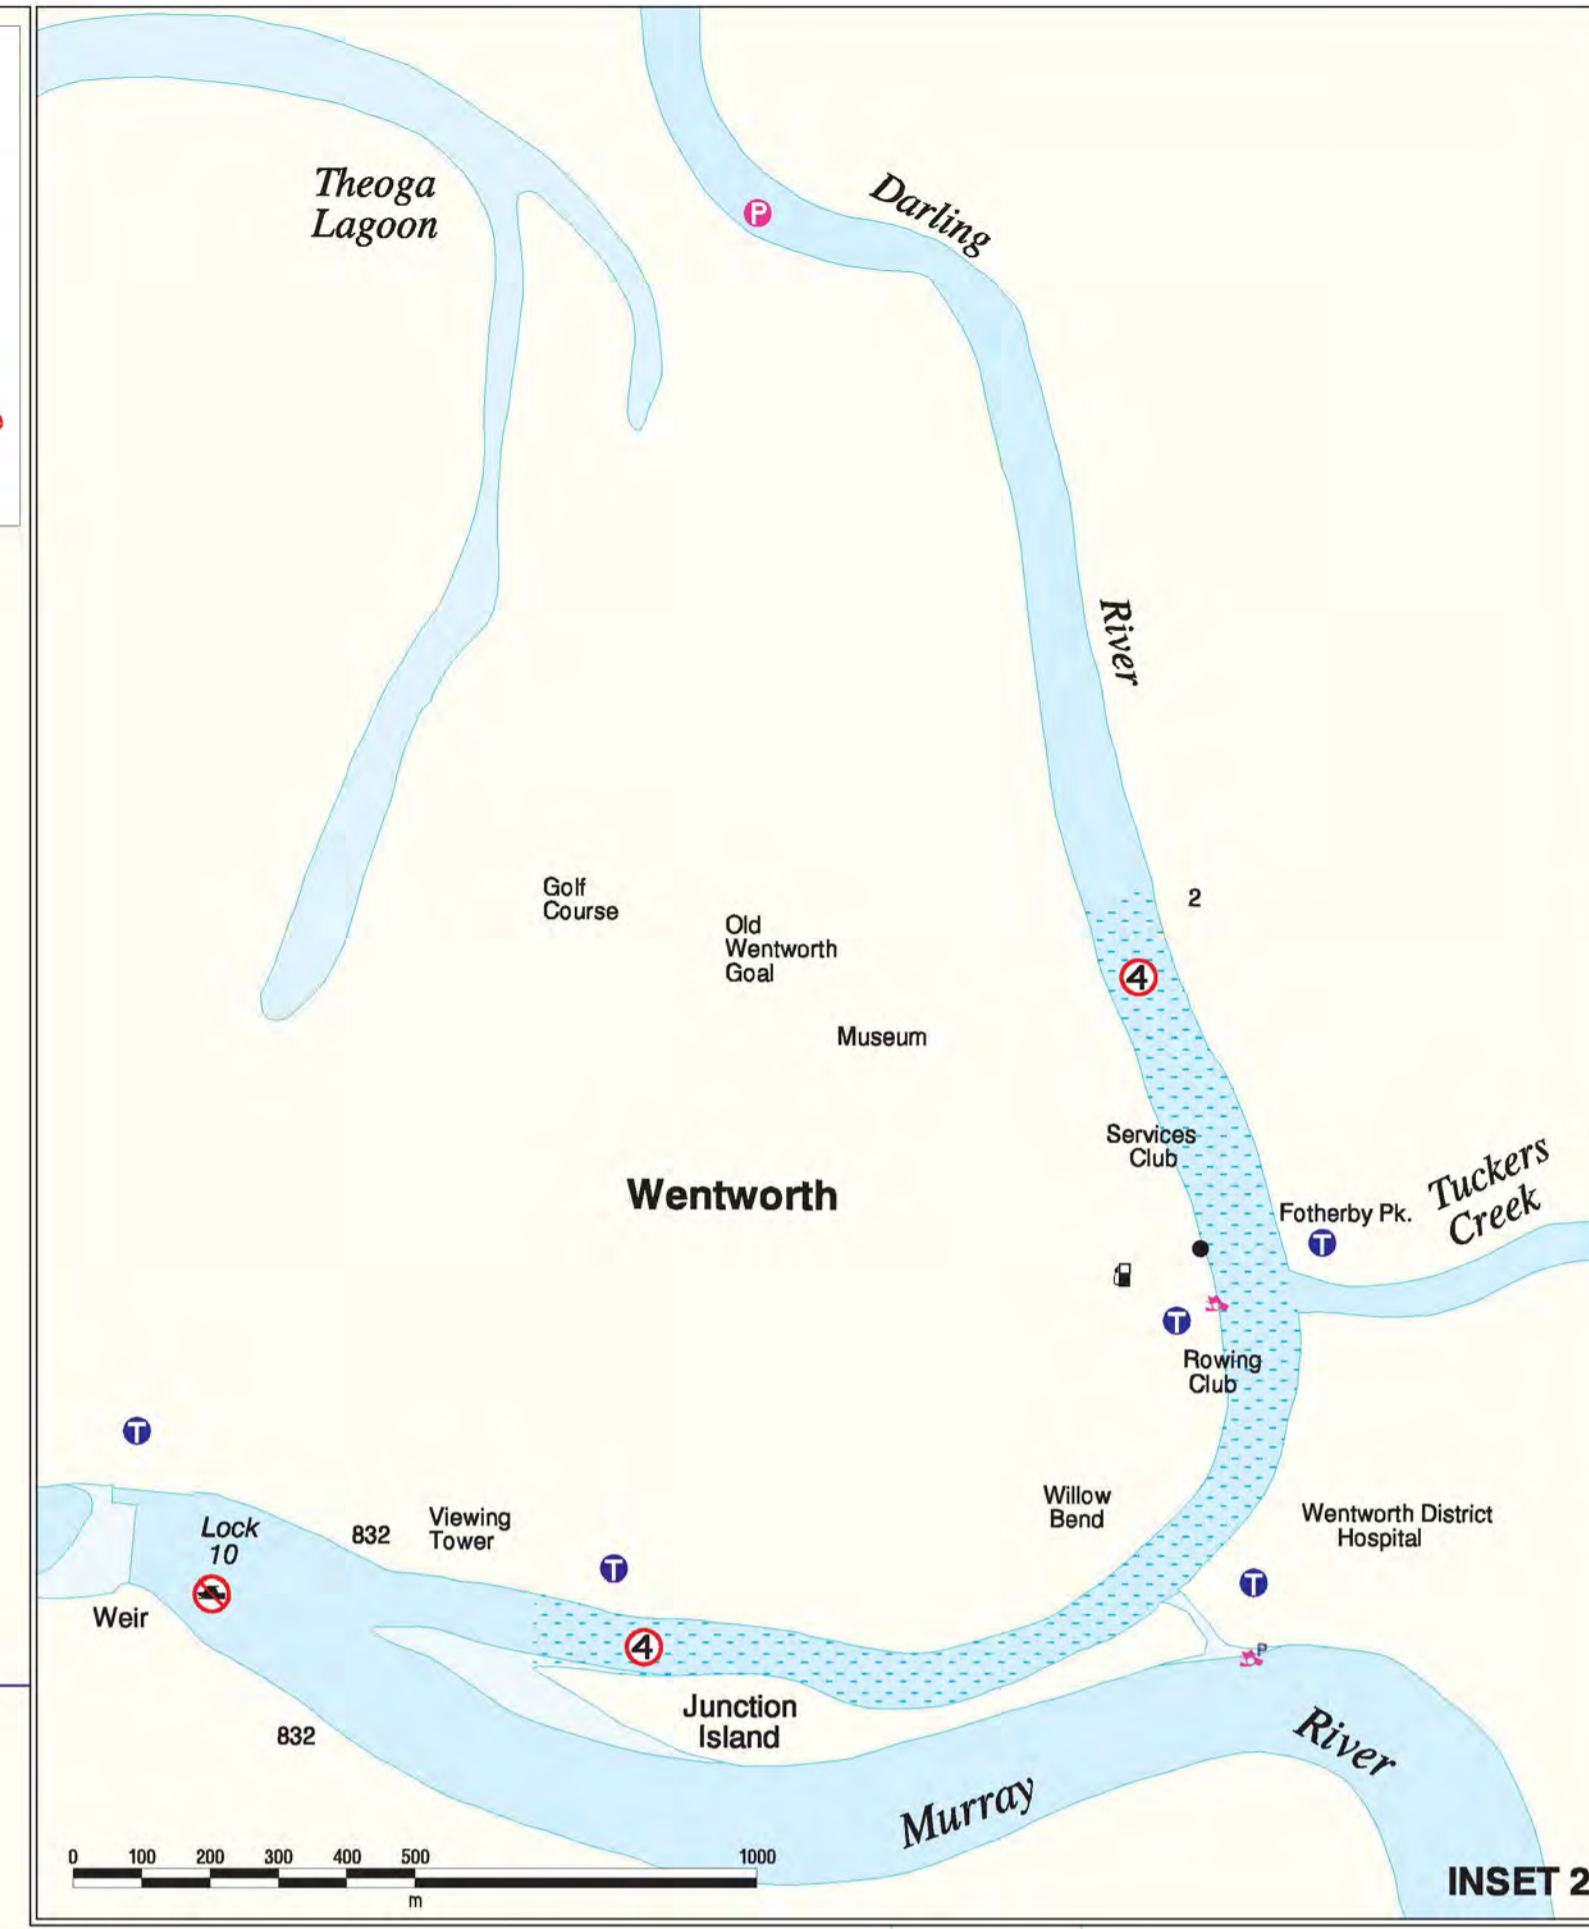 Theoga
Lagoon
P
Darling
River
Golf
Course
2
Old
Wentworth
Goal
4
Museum
Services
Club
Wentworth
Tuckers
Creek
Fotherby Pk.
T
T
Rowing
Club
T
Willow
Bend
Wentworth District
Hospital
Lock
10
832
Viewing
Tower
T
T
Weir
4
P
Junction
Island
832
River
Murray
0 100 200 300 400 500 1000
m
INSET 2